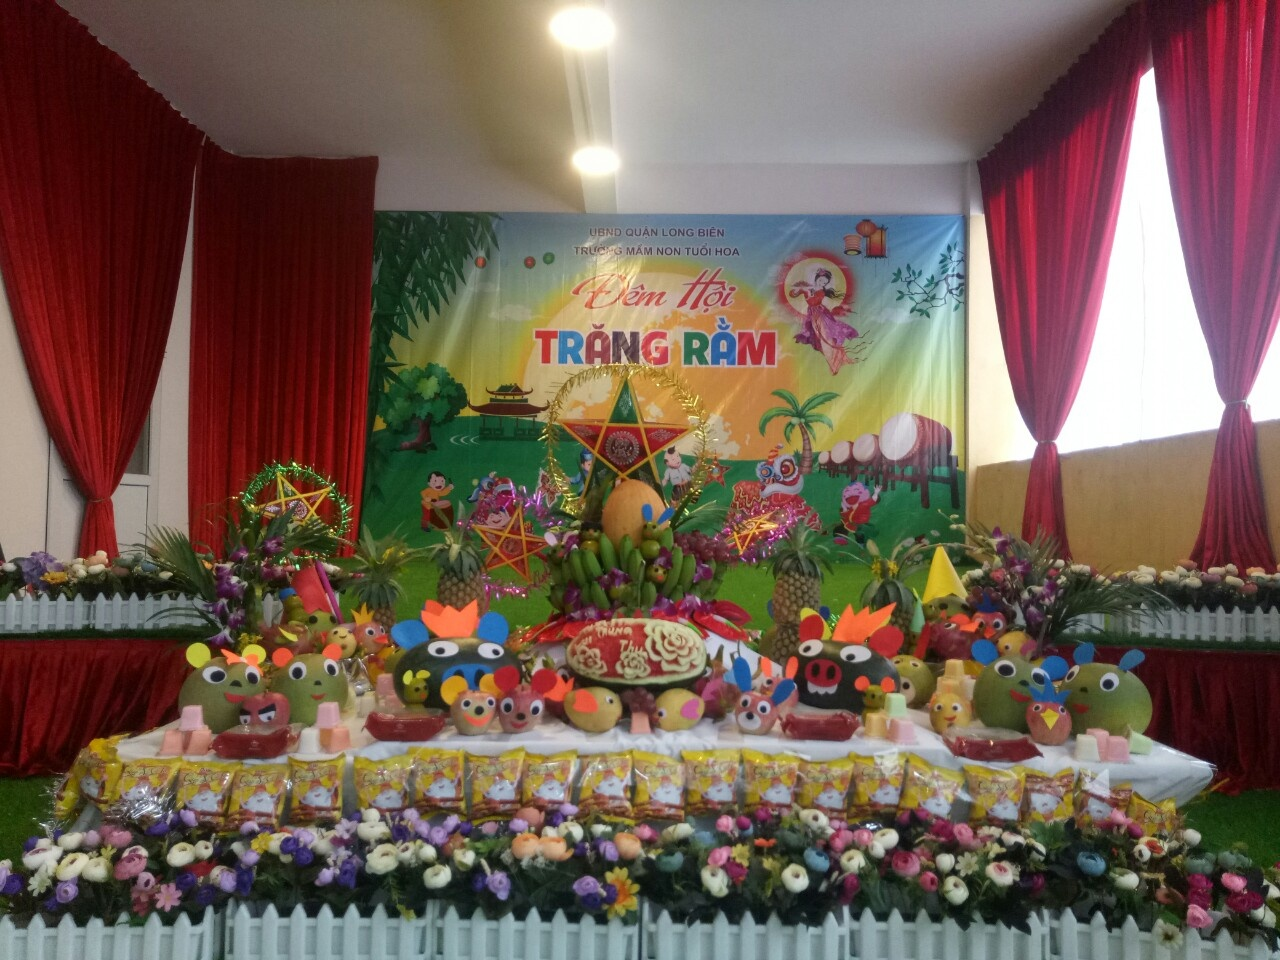 UBND QUẬN LONG BIÊN
TRƯỜNG MẦM NON TUỔI HOA
Đêm Hội
TRĂNG RẰM
Trung
Thu